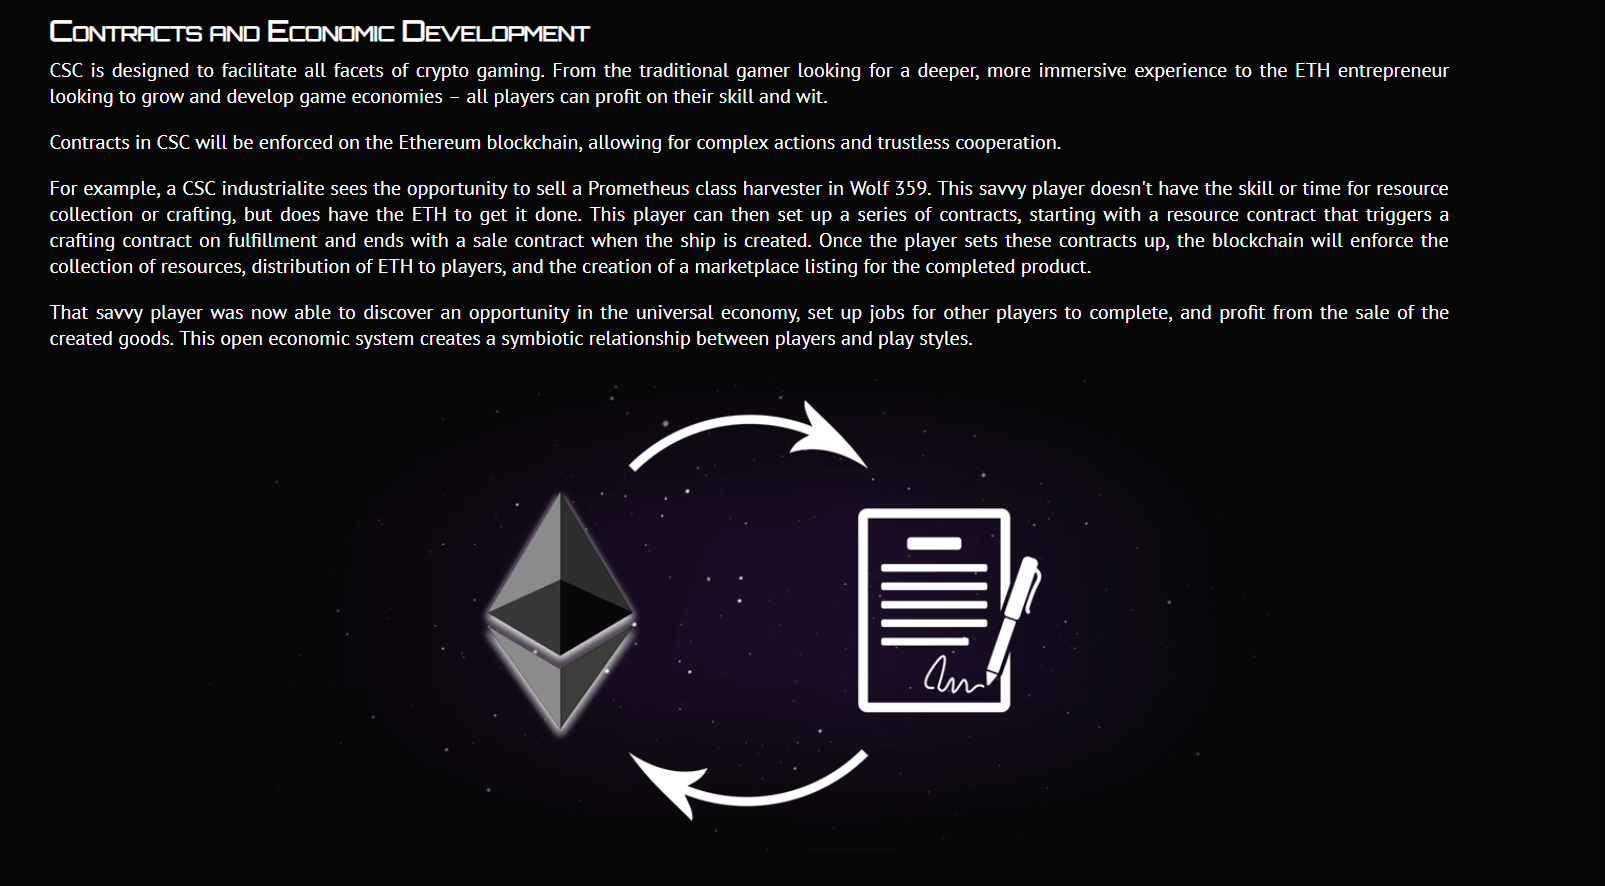 Contracts and Economic Development
CSC is designed to facilitate all facets of crypto gaming. From the traditional gamer looking for a deeper, more immersive experience to the ETH entrepreneur
looking to grow and develop game economies – all players can profit on their skill and wit.
Contracts in CSC will be enforced on the Ethereum blockchain, allowing for complex actions and trustless cooperation.
For example, a CSC industrialite sees the opportunity to sell a Prometheus class harvester in Wolf 359. This savvy player doesn't have the skill or time for resource
collection or crafting, but does have the ETH to get it done. This player can then set up a series of contracts, starting with a resource contract that triggers a
crafting contract on fulfillment and ends with a sale contract when the ship is created. Once the player sets these contracts up, the blockchain will enforce the
collection of resources, distribution of ETH to players, and the creation of a marketplace listing for the completed product.
That savvy player was now able to discover an opportunity in the universal economy, set up jobs for other players to complete, and profit from the sale of the
created goods. This open economic system creates a symbiotic relationship between players and play styles.